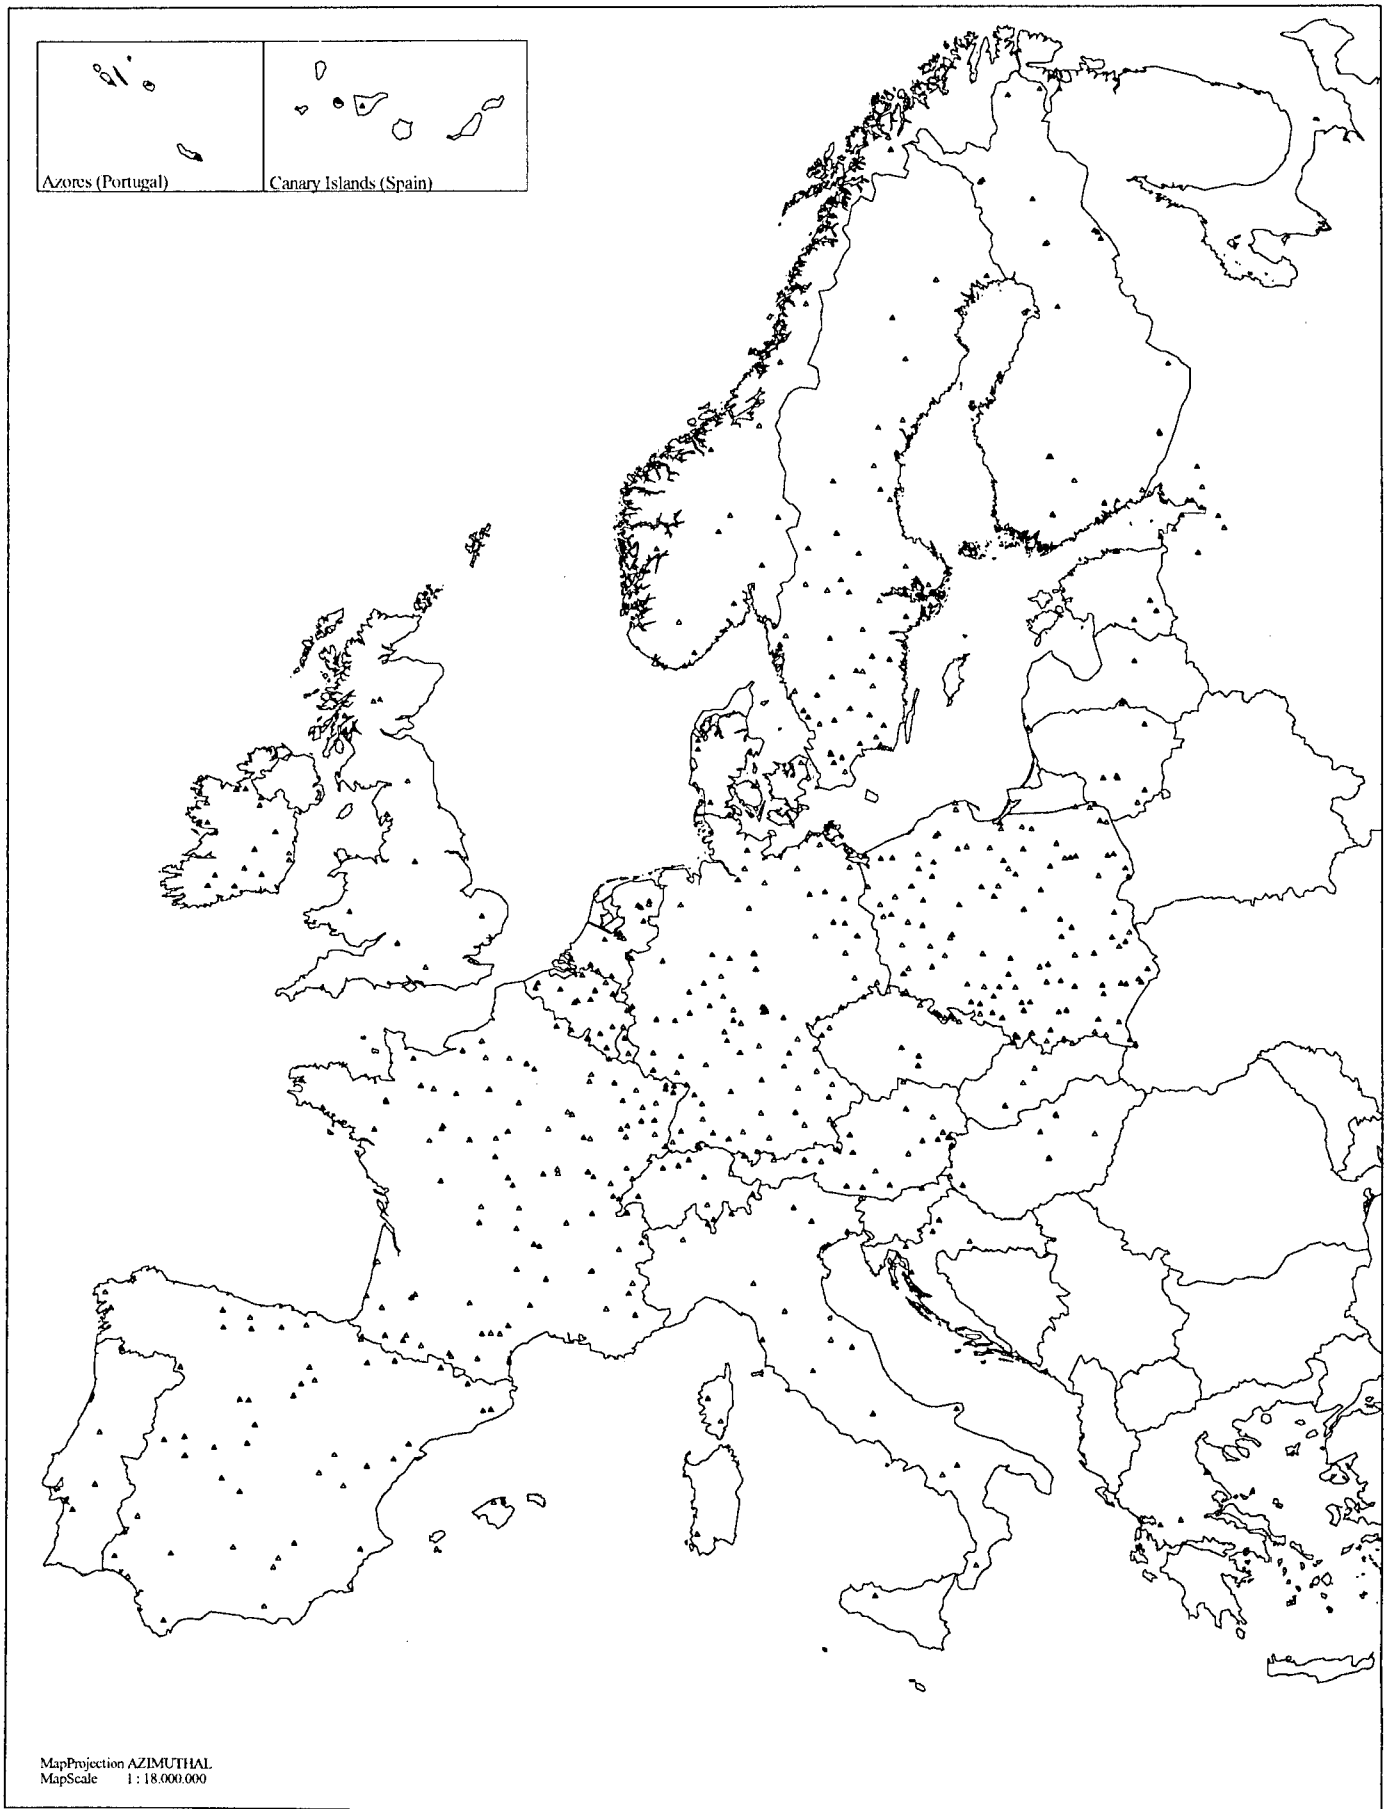 Azores (Portugal)
Canary Islands (Spain)
MapProjection AZIMUTHAL
MapScale 1 : 18.000.000